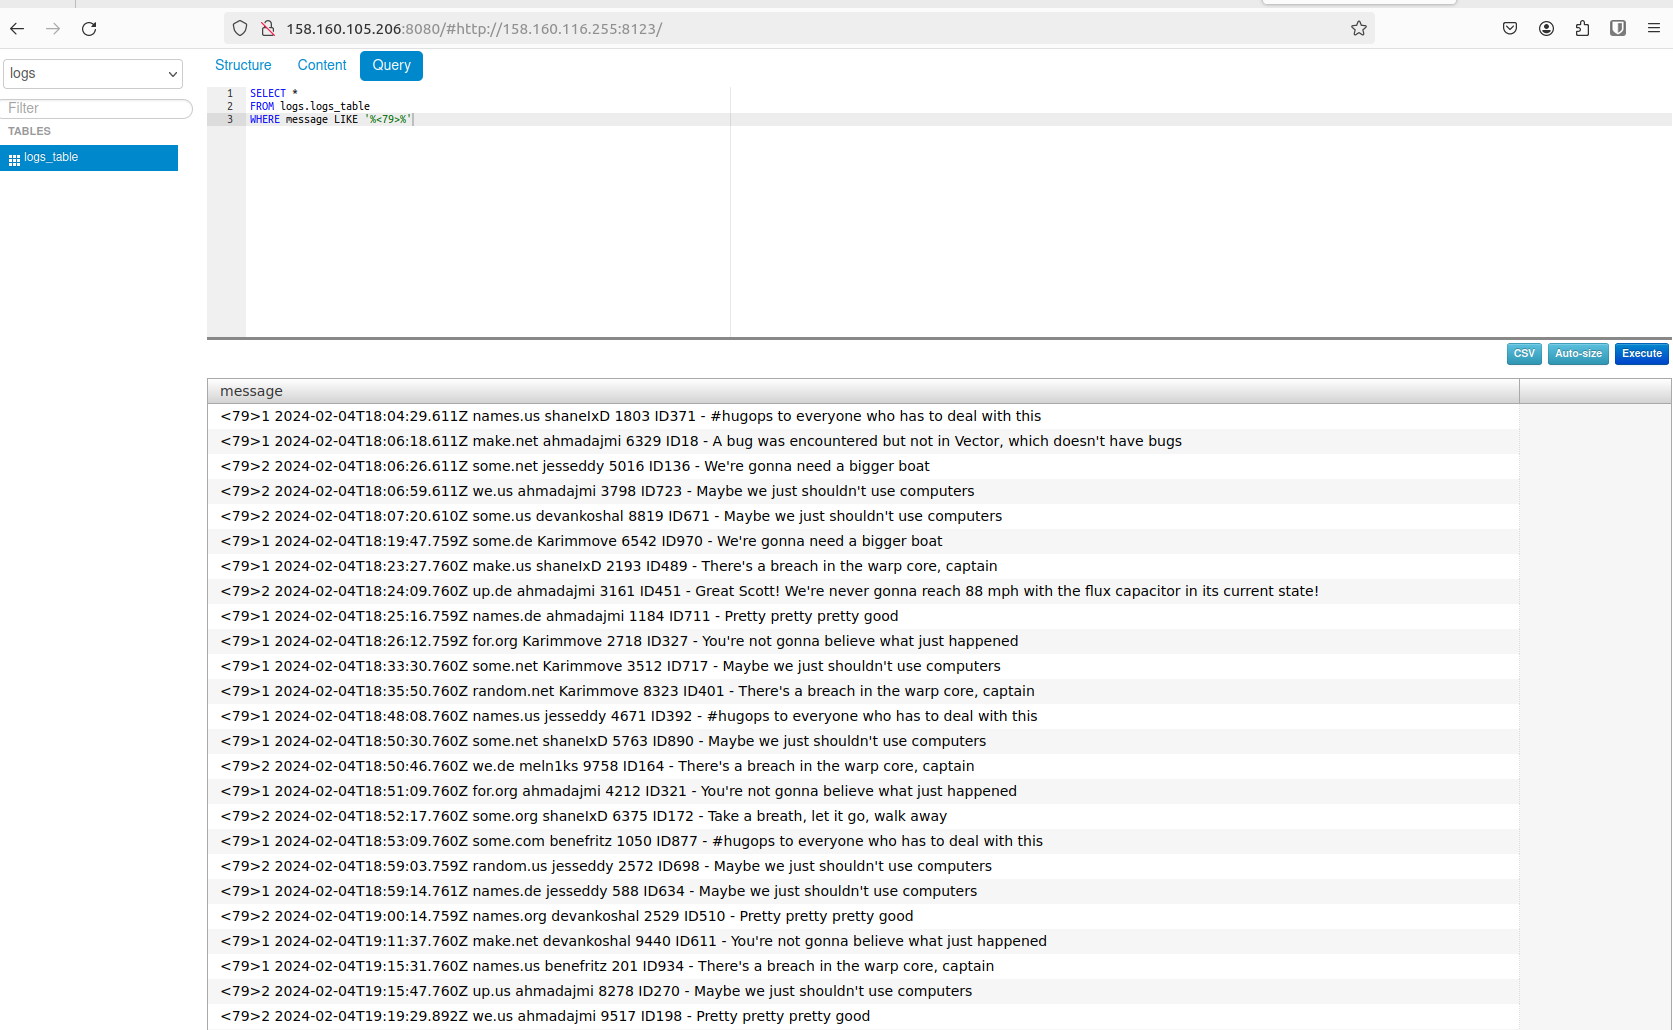 158.160.105.206:8080/#http://158.160.116.255:8123/
logs
Structure Content Query
Filter
TABLES
logs_table
1 SELECT *
2 FROM logs.logs_table
3 WHERE message LIKE '%<79>%'
CSV Auto-size Execute
message
<79>1 2024-02-04T18:04:29.611Z names.us shaneIxD 1803 ID371 - #hugops to everyone who has to deal with this
<79>1 2024-02-04T18:06:18.611Z make.net ahmadajmi 6329 ID18 - A bug was encountered but not in Vector, which doesn't have bugs
<79>2 2024-02-04T18:06:26.611Z some.net jesseddy 5016 ID136 - We're gonna need a bigger boat
<79>2 2024-02-04T18:06:59.611Z we.us ahmadajmi 3798 ID723 - Maybe we just shouldn't use computers
<79>2 2024-02-04T18:07:20.610Z some.us devankoshal 8819 ID671 - Maybe we just shouldn't use computers
<79>1 2024-02-04T18:19:47.759Z some.de Karimmove 6542 ID970 - We're gonna need a bigger boat
<79>1 2024-02-04T18:23:27.760Z make.us shaneIxD 2193 ID489 - There's a breach in the warp core, captain
<79>2 2024-02-04T18:24:09.760Z up.de ahmadajmi 3161 ID451 - Great Scott! We're never gonna reach 88 mph with the flux capacitor in its current state!
<79>1 2024-02-04T18:25:16.759Z names.de ahmadajmi 1184 ID711 - Pretty pretty pretty good
<79>1 2024-02-04T18:26:12.759Z for.org Karimmove 2718 ID327 - You're not gonna believe what just happened
<79>1 2024-02-04T18:33:30.760Z some.net Karimmove 3512 ID717 - Maybe we just shouldn't use computers
<79>1 2024-02-04T18:35:50.760Z random.net Karimmove 8323 ID401 - There's a breach in the warp core, captain
<79>1 2024-02-04T18:48:08.760Z names.us jesseddy 4671 ID392 - #hugops to everyone who has to deal with this
<79>1 2024-02-04T18:50:30.760Z some.net shaneIxD 5763 ID890 - Maybe we just shouldn't use computers
<79>2 2024-02-04T18:50:46.760Z we.de meln1ks 9758 ID164 - There's a breach in the warp core, captain
<79>1 2024-02-04T18:51:09.760Z for.org ahmadajmi 4212 ID321 - You're not gonna believe what just happened
<79>2 2024-02-04T18:52:17.760Z some.org shaneIxD 6375 ID172 - Take a breath, let it go, walk away
<79>1 2024-02-04T18:53:09.760Z some.com benefritz 1050 ID877 - #hugops to everyone who has to deal with this
<79>2 2024-02-04T18:59:03.759Z random.us jesseddy 2572 ID698 - Maybe we just shouldn't use computers
<79>1 2024-02-04T18:59:14.761Z names.de jesseddy 588 ID634 - Maybe we just shouldn't use computers
<79>2 2024-02-04T19:00:14.759Z names.org devankoshal 2529 ID510 - Pretty pretty pretty good
<79>1 2024-02-04T19:11:37.760Z make.net devankoshal 9440 ID611 - You're not gonna believe what just happened
<79>1 2024-02-04T19:15:31.760Z names.us benefritz 201 ID934 - There's a breach in the warp core, captain
<79>2 2024-02-04T19:15:47.760Z up.us ahmadajmi 8278 ID270 - Maybe we just shouldn't use computers
<79>2 2024-02-04T19:19:29.892Z we.us ahmadajmi 9517 ID198 - Pretty pretty pretty good